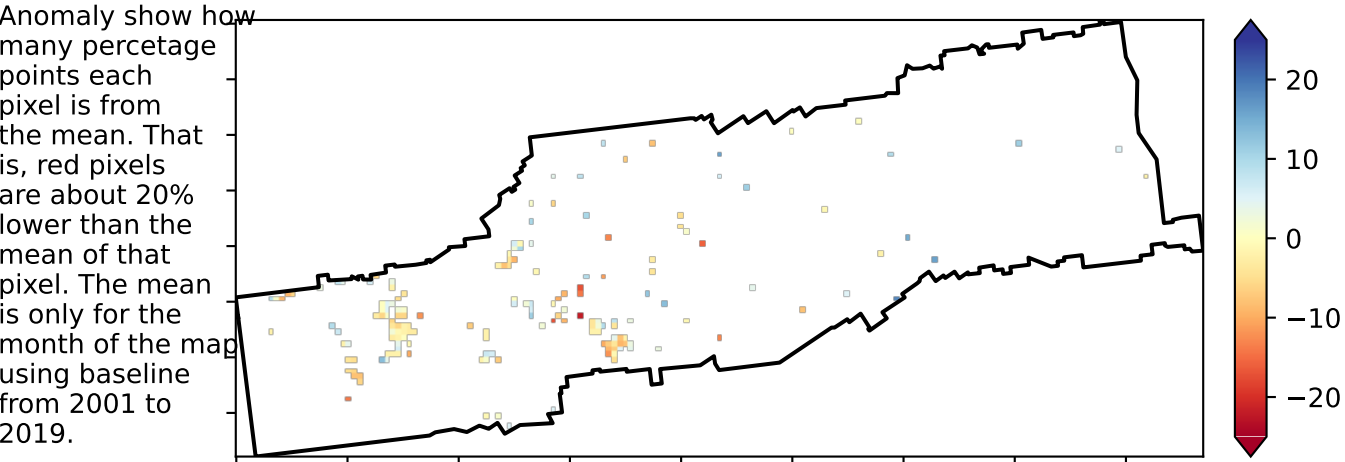 Anomaly show how
many percetage
points each
pixel is from
the mean. That
is, red pixels
are about 20%
lower than the
mean of that
pixel. The mean
is only for the
month of the map
using baseline
from 2001 to
2019.
20
10
0
−10
−20